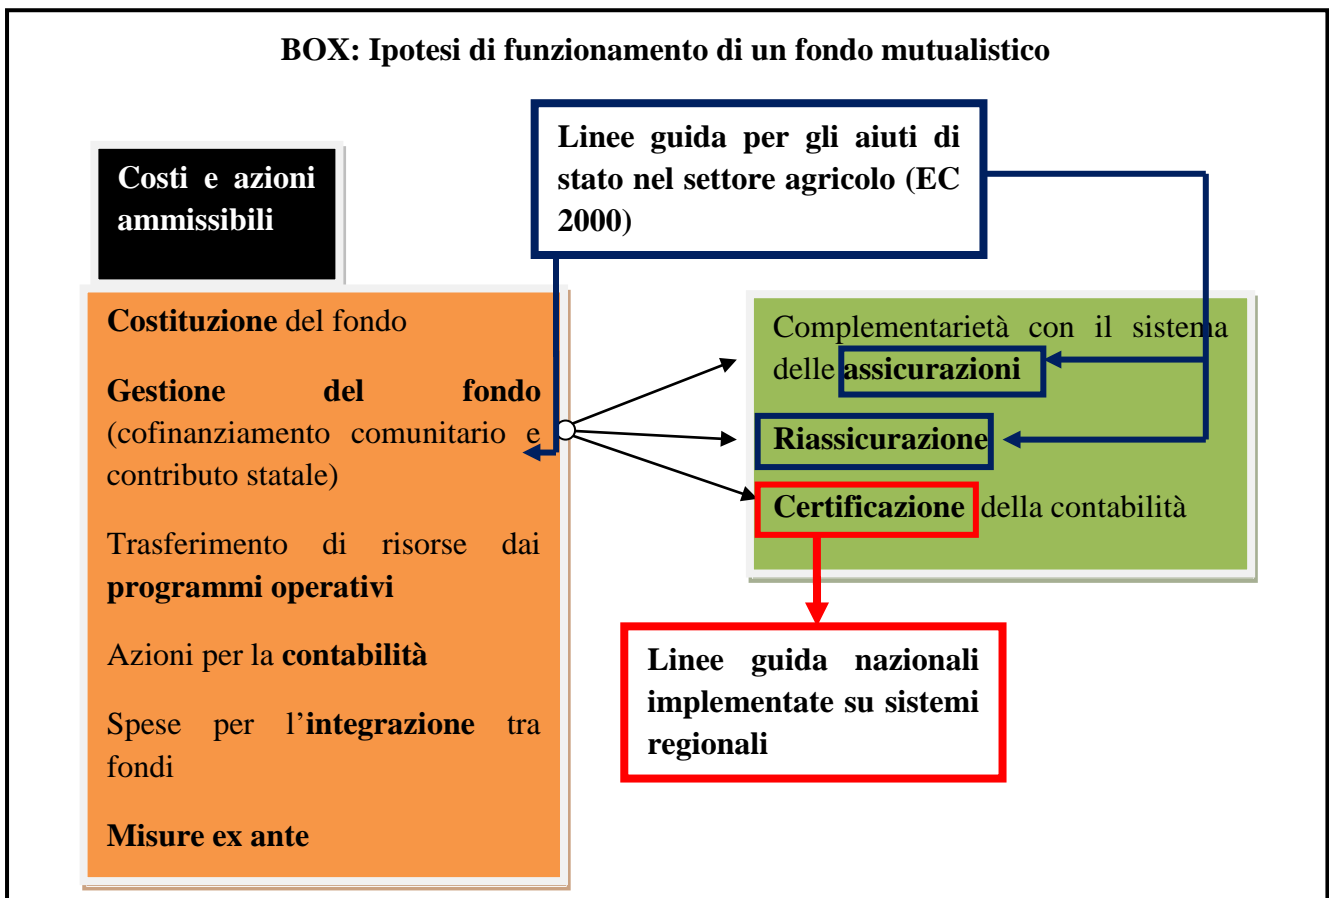 BOX: Ipotesi di funzionamento di un fondo mutualistico
Linee guida per gli aiuti di
stato nel settore agricolo (EC
2000)
Costi e azioni
ammissibili
Costituzione del fondo
Gestione del fondo
(cofinanziamento comunitario e
contributo statale)
Trasferimento di risorse dai
programmi operativi
Azioni per la contabilità
Spese per l’integrazione tra
fondi
Misure ex ante
Complementarietà con il sistema
delle assicurazioni
Riassicurazione
Certificazione della contabilità
Linee guida nazionali
implementate su sistemi
regionali